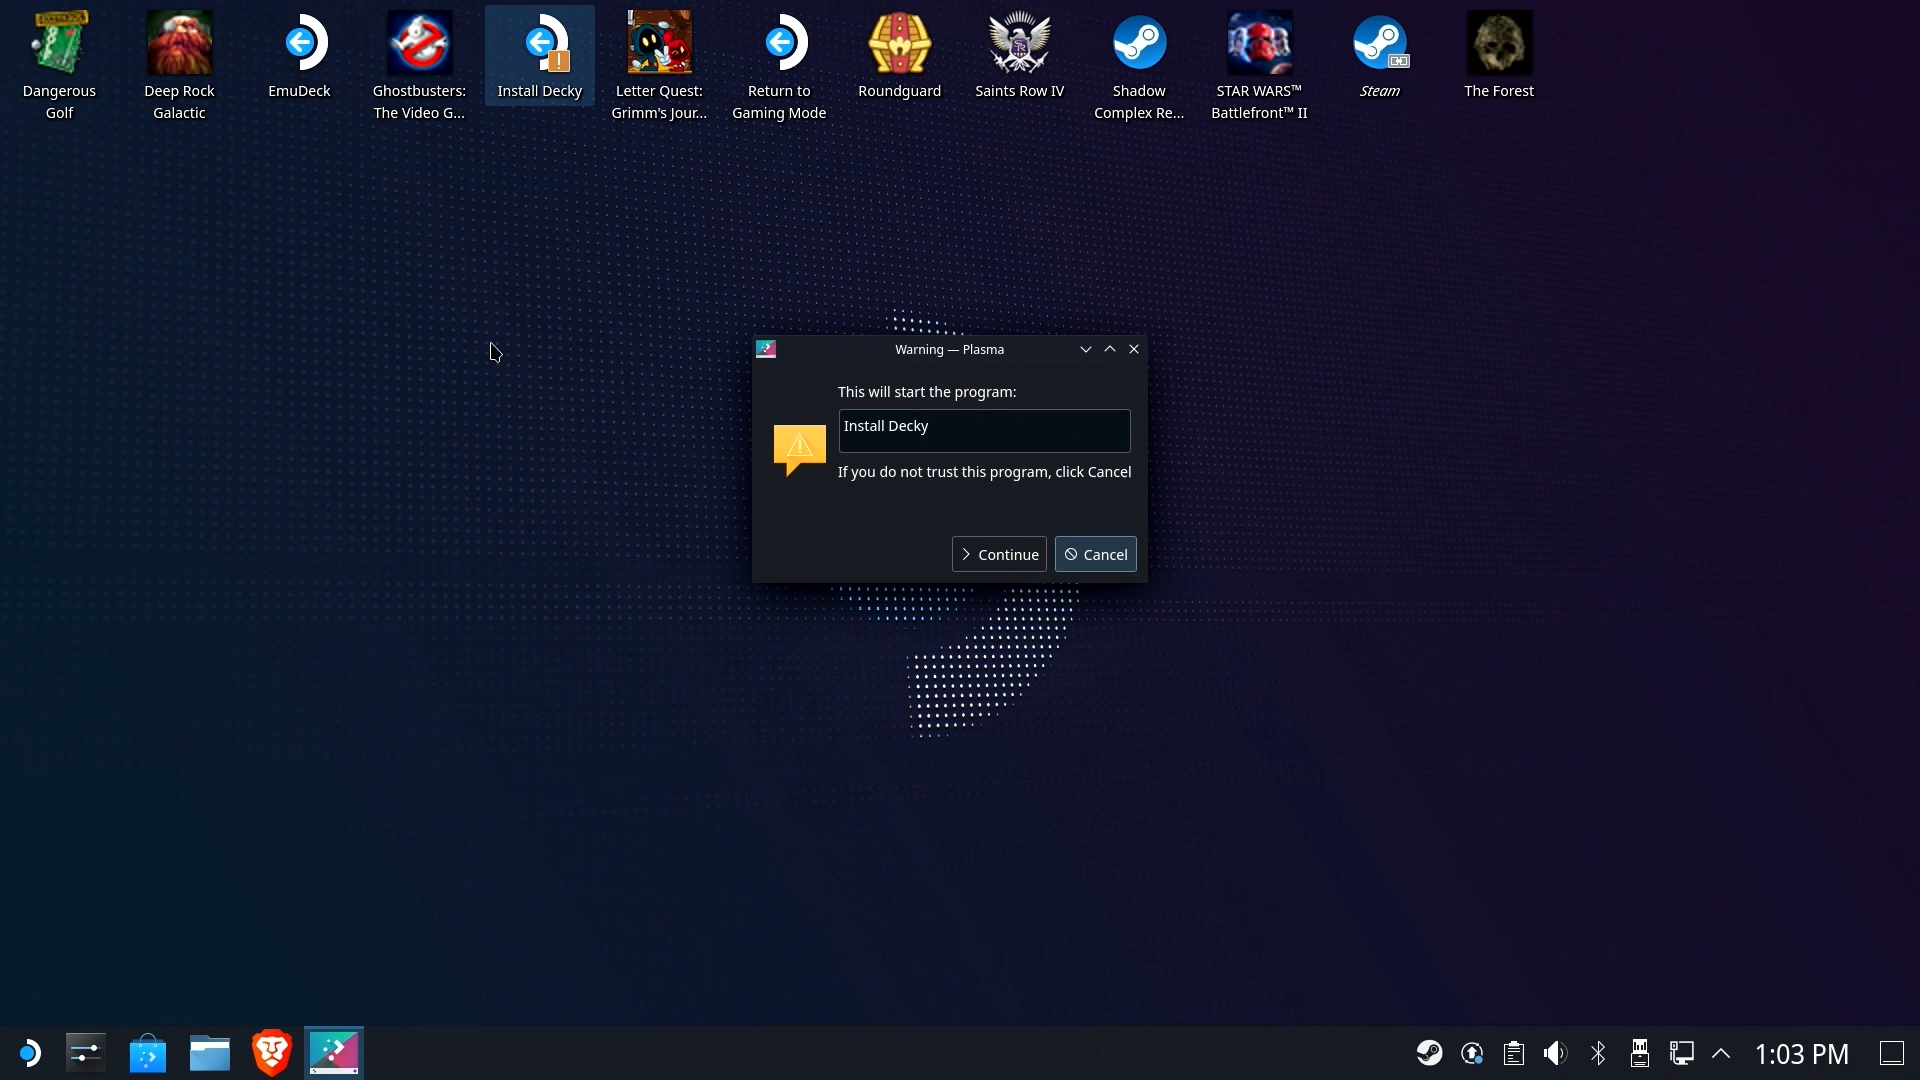 Dangerous
Golf
Deep Rock
Galactic
EmuDeck
Ghostbusters:
The Video G...
Install Decky
Letter Quest:
Grimm's Jour...
Return to
Gaming Mode
Roundguard
Saints Row IV
Shadow
Complex Re...
STAR WARS™
Battlefront™ II
Steam
The Forest
Warning — Plasma
This will start the program:
Install Decky
If you do not trust this program, click Cancel
Continue
Cancel
1:03 PM